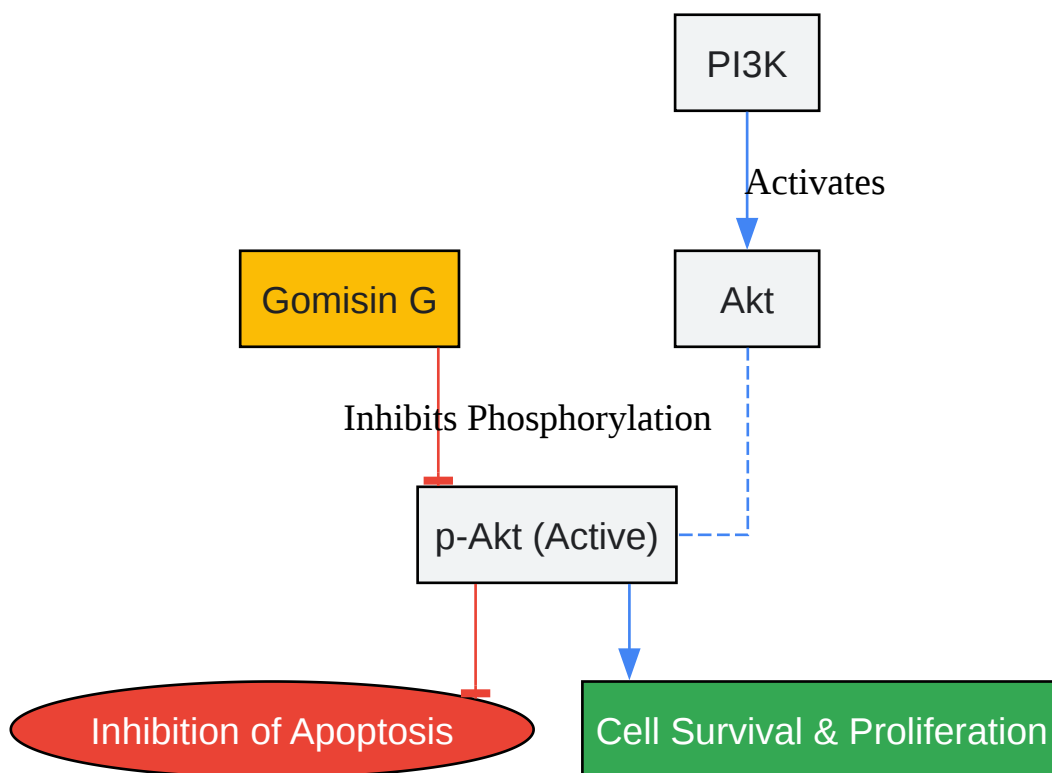 PI3K
Activates
Gomisin G
Akt
Inhibits Phosphorylation
p-Akt (Active)
Inhibition of Apoptosis
Cell Survival & Proliferation